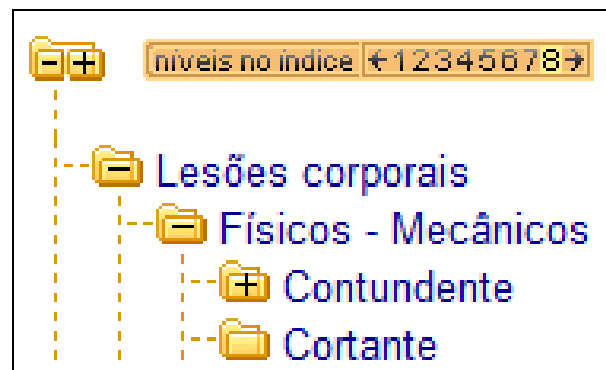 níveis no índice ←12345678→
Lesões corporais
Físicos - Mecânicos
Contundente
Cortante